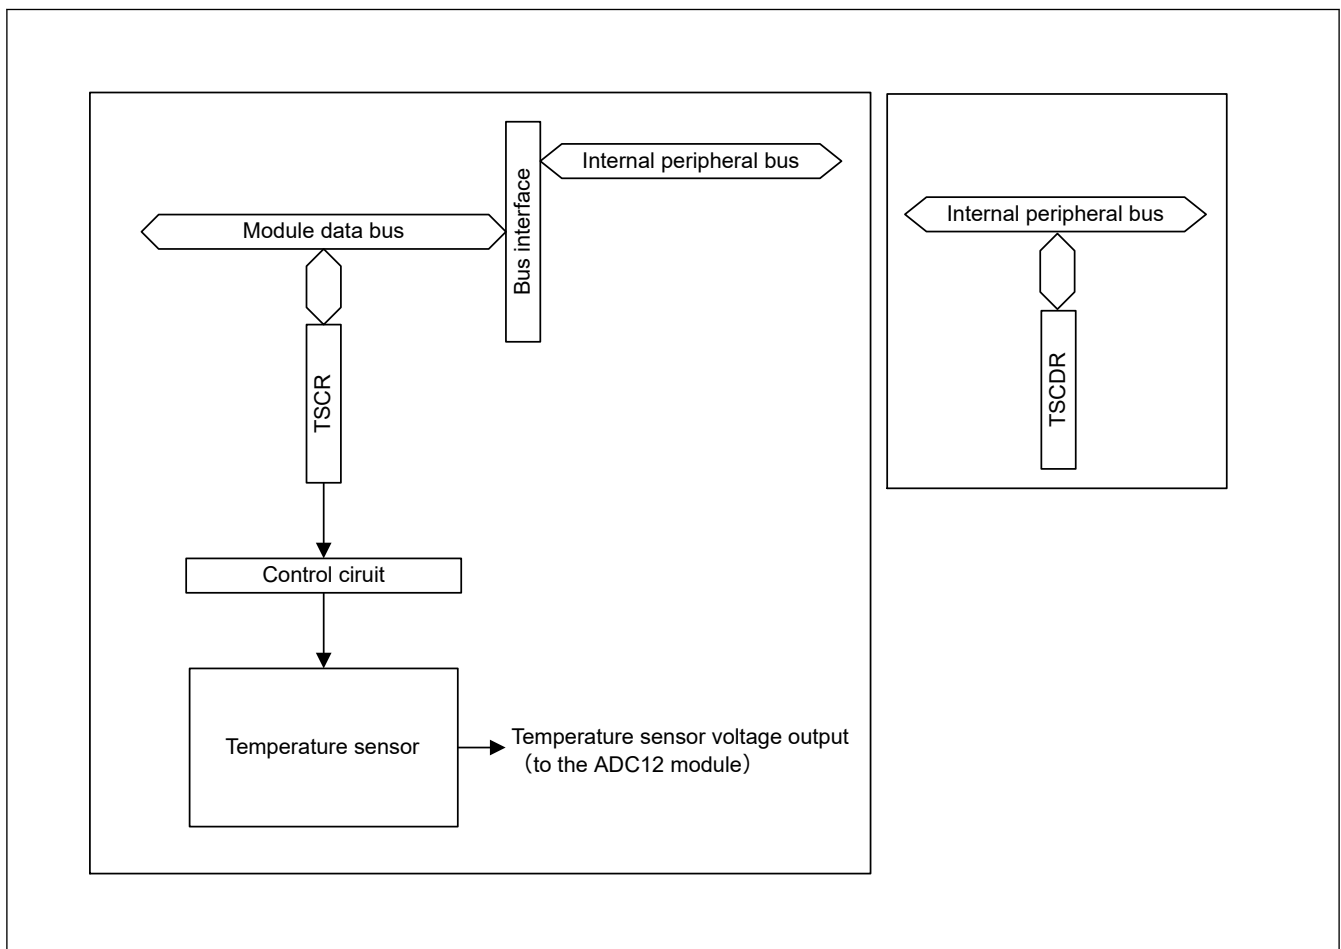 Internal peripheral bus
Module data bus
Bus interface
TSCR
Control ciruit
Temperature sensor
Temperature sensor voltage output
（to the ADC12 module）
Internal peripheral bus
TSCDR